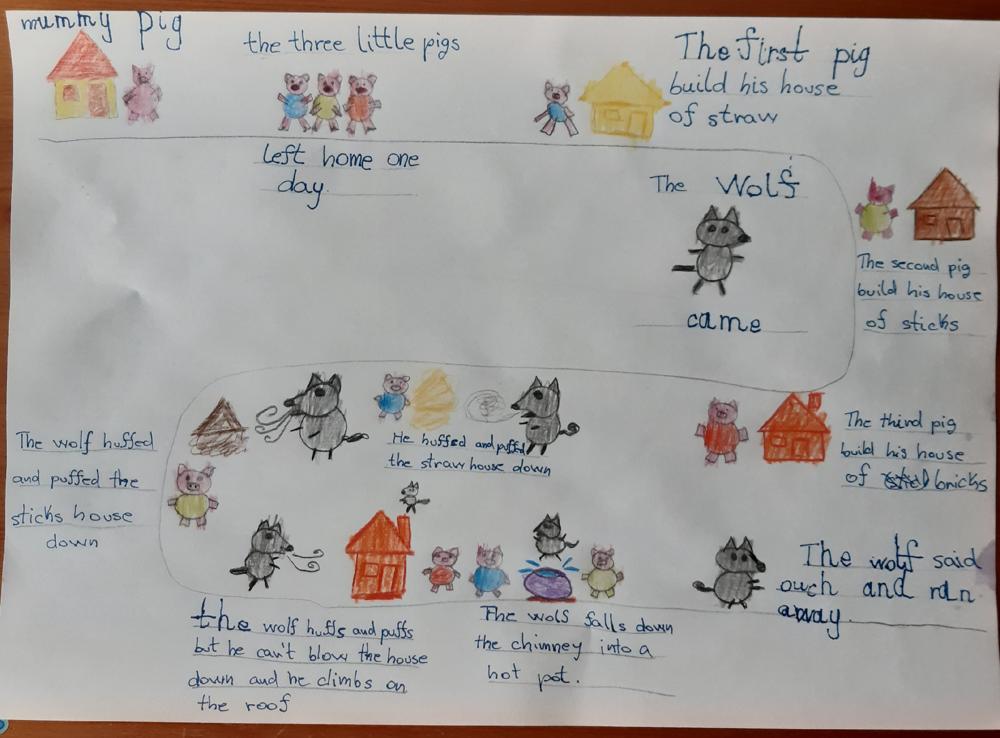 mummy pig
the three little pigs
left home one
day.
The first pig
build his house
of straw
The second pig
build his house
of sticks
The Wolf
came
The third pig
build his house
of bricks
He huffed and puffed
the straw house down
The wolf huffed
and puffed the
sticks house
down
the wolf huffs and puffs
but he can't blow the house
down and he climbs on
the roof
The wolf falls down
the chimney into a
hot pot.
The wolf said
ouch and ran
away.